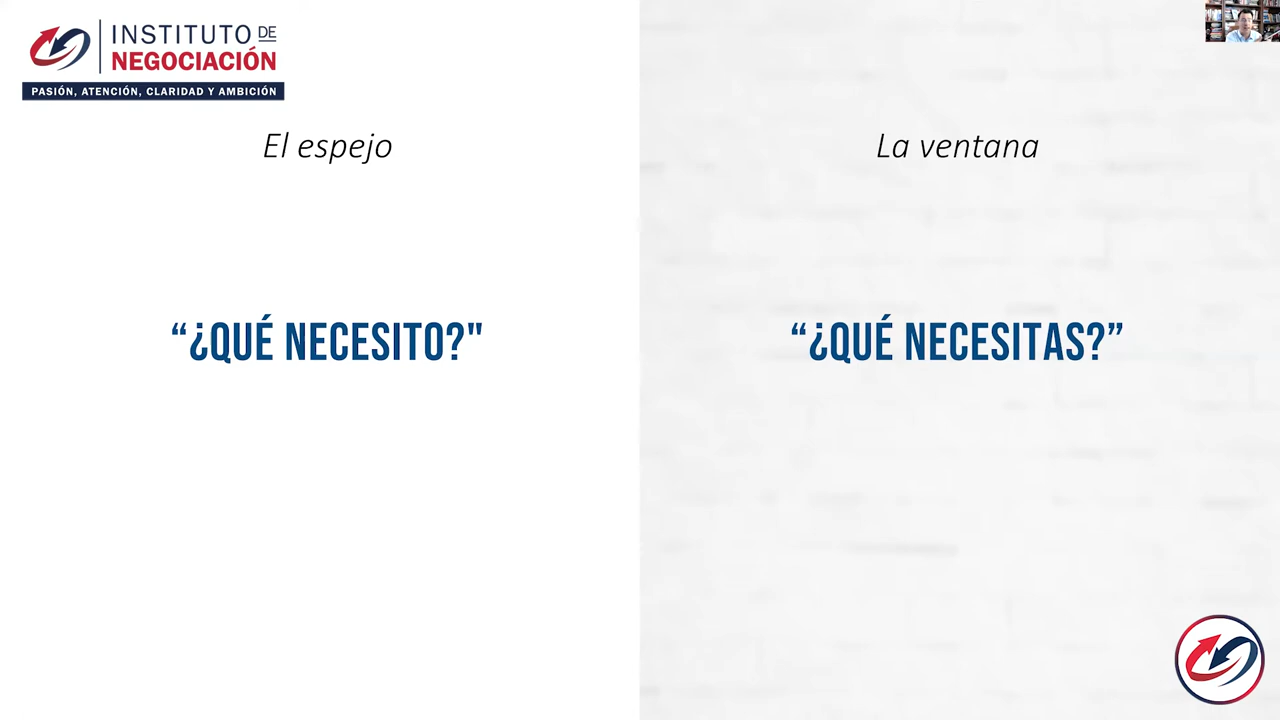 INSTITUTO DE
NEGOCIACIÓN
PASIÓN, ATENCIÓN, CLARIDAD Y AMBICIÓN
El espejo
“¿QUÉ NECESITO?"
La ventana
“¿QUÉ NECESITAS?”